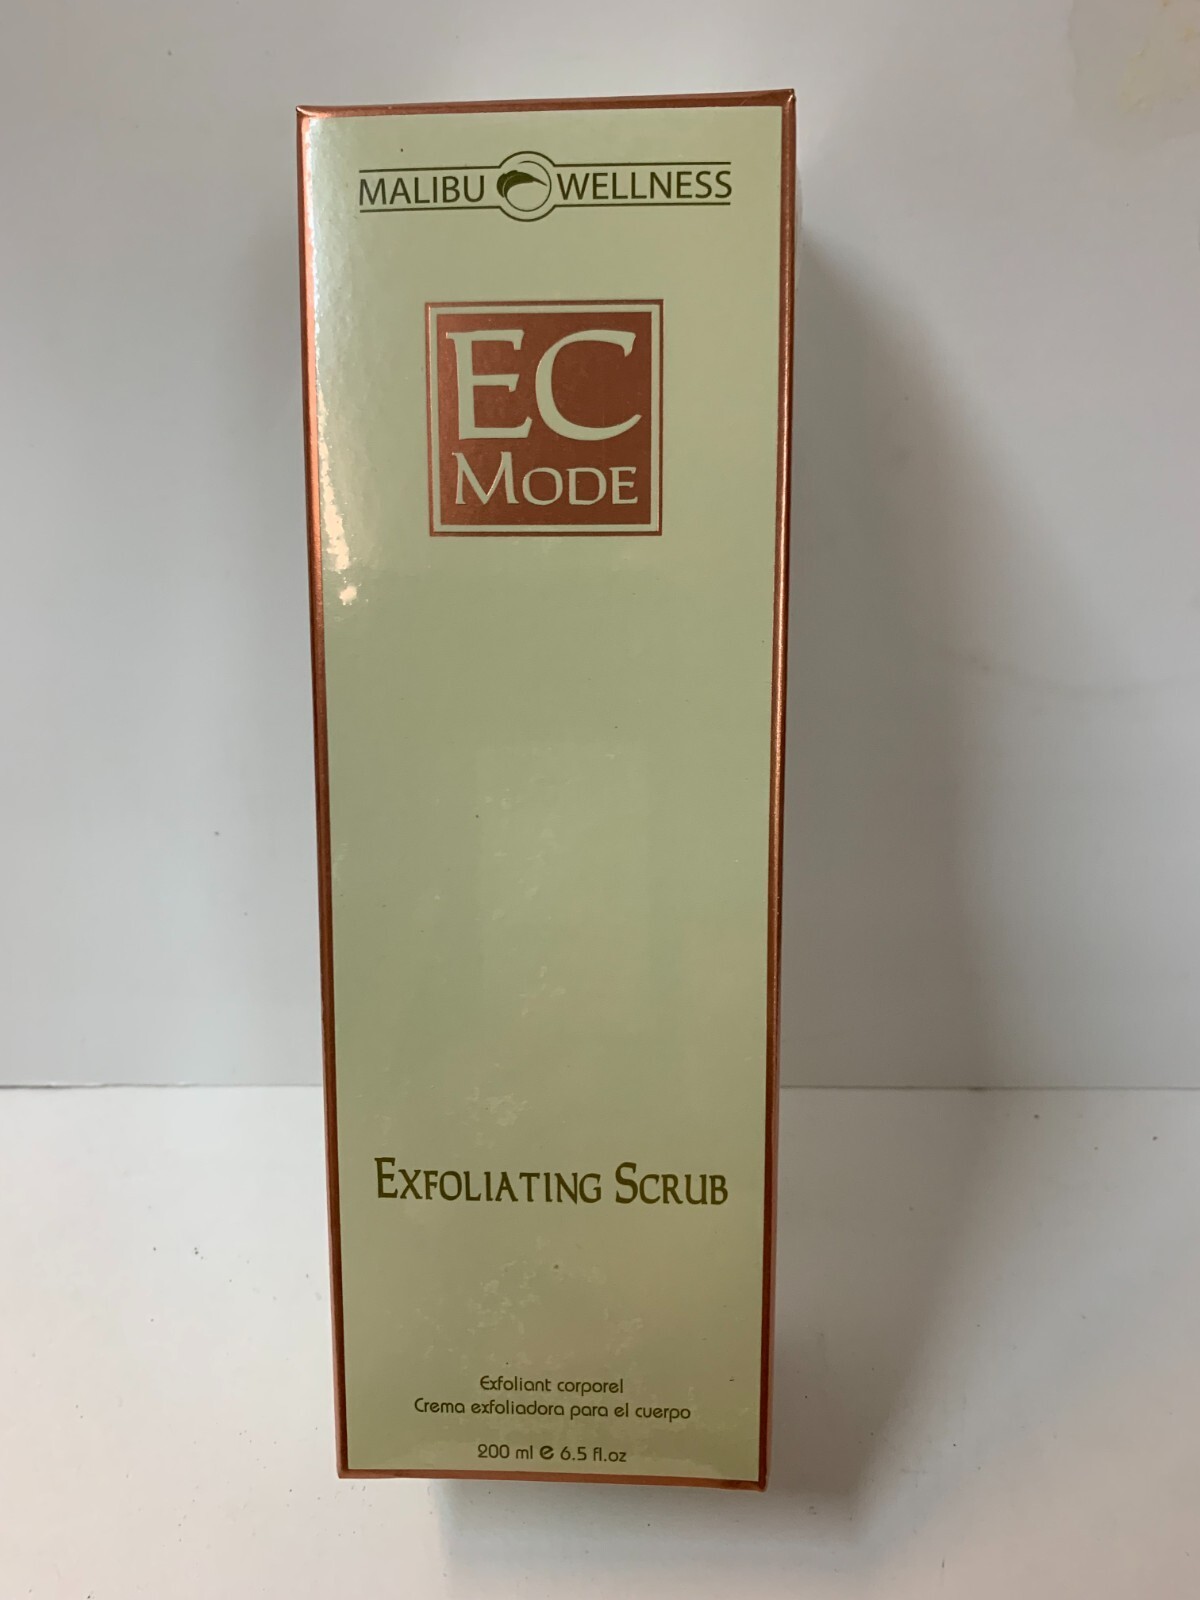 MALIBU WELLNESS
EC
MODE
EXFOLIATING SCRUB
Exfoliant corporel
Crema exfoliadora para el cuerpo
200 ml e 6.5 fl.oz